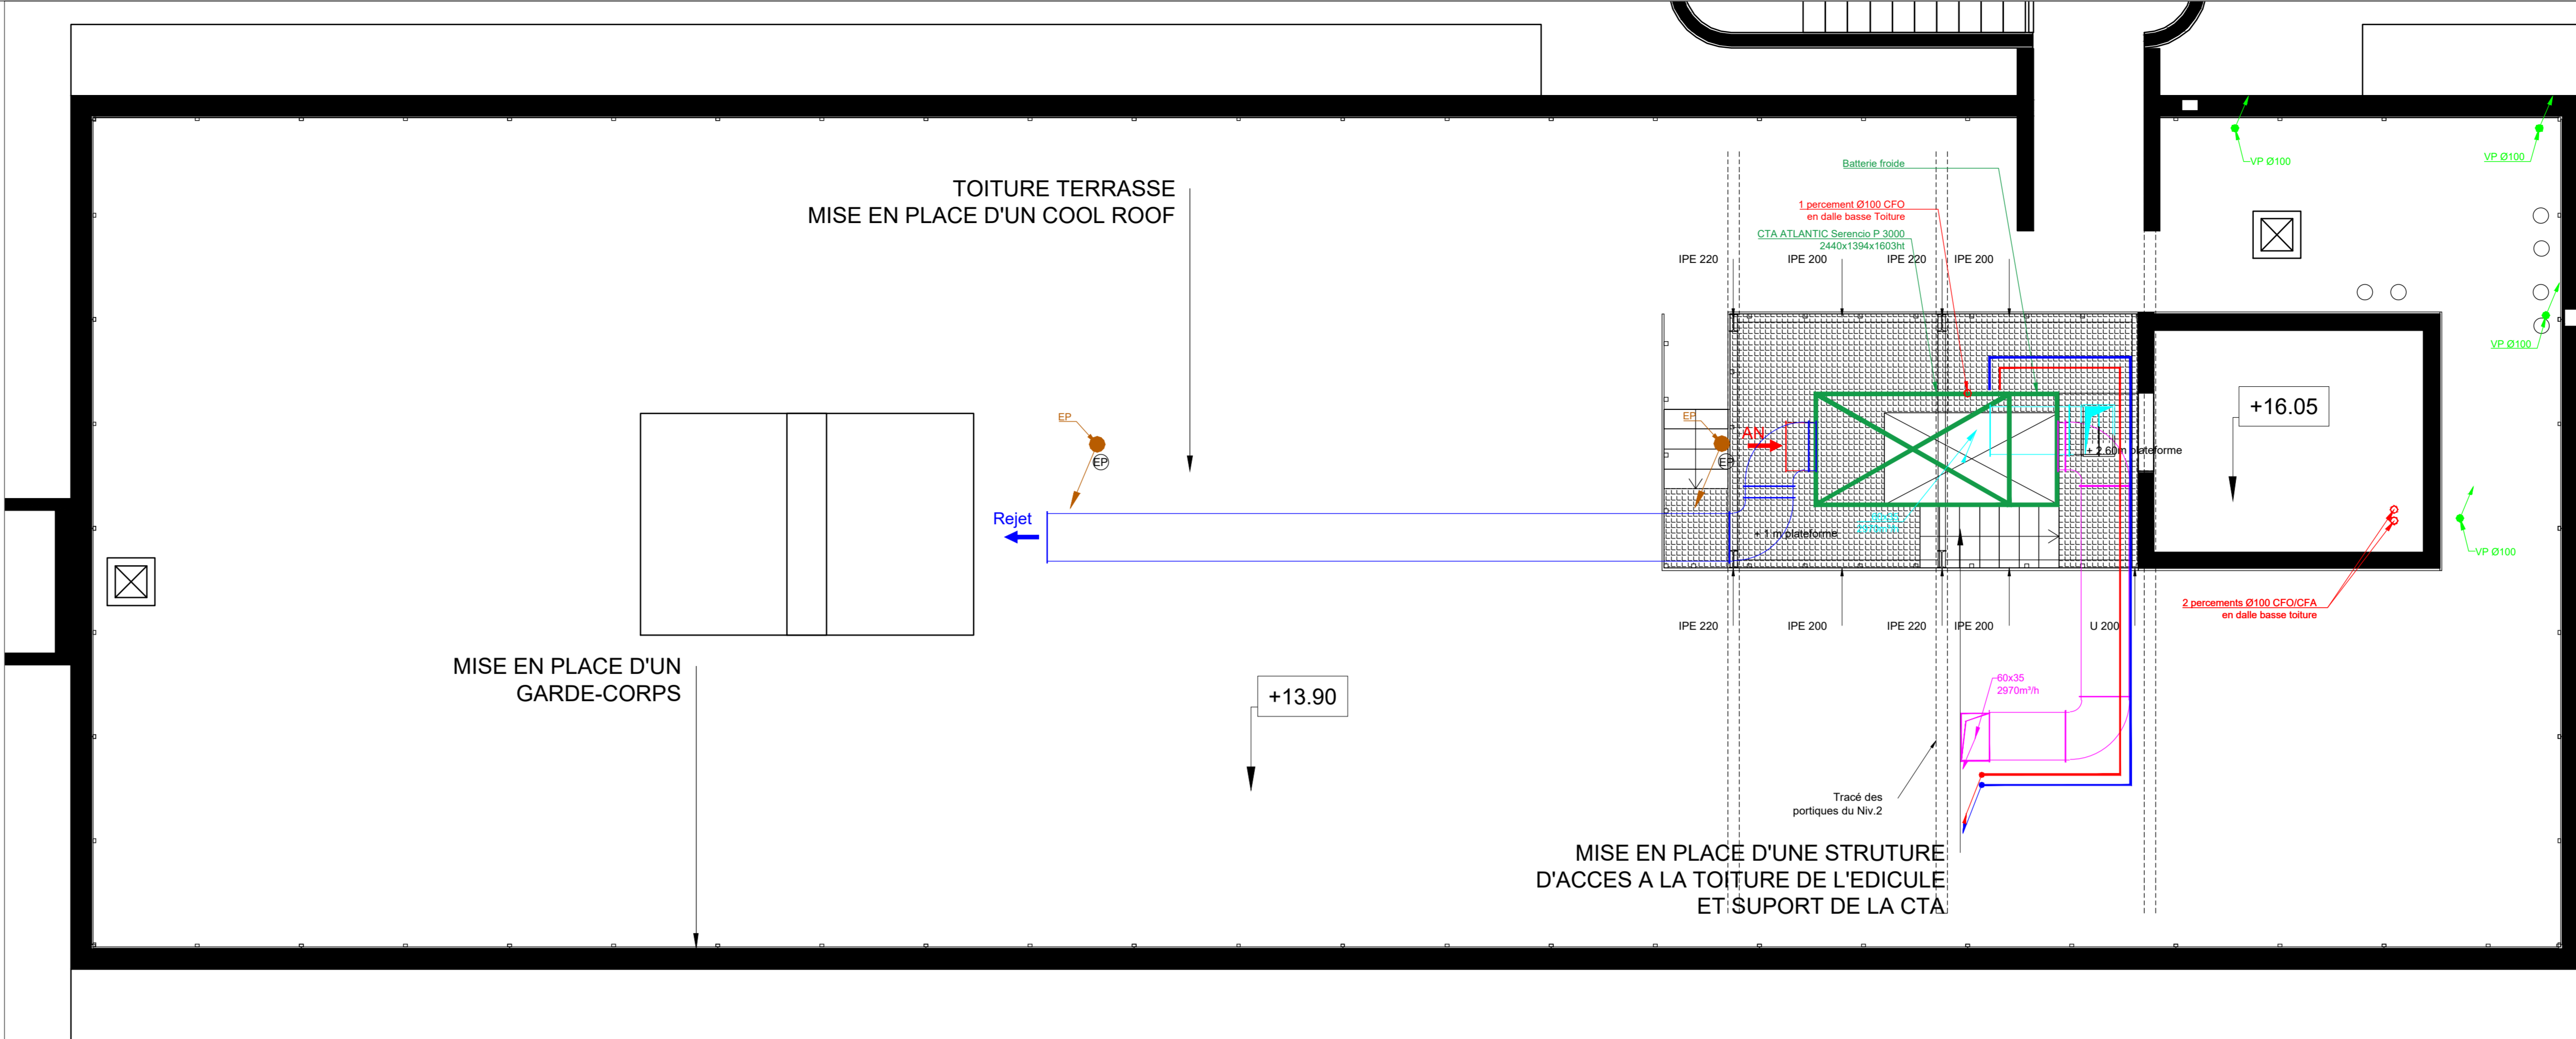 TOITURE TERRASSE
MISE EN PLACE D'UN COOL ROOF
Batterie froide
1 percement Ø100 CFO
en dalle basse Toiture
CTA ATLANTIC Serencio P 3000
2440x1394x1603ht
IPE 220
IPE 200
IPE 220
IPE 200
VP Ø100
VP Ø100
VP Ø100
VP Ø100
+16.05
EP
EP
EP
EP
AN
+ 2.60m plateforme
Rejet
+ 1 m plateforme
2 percements Ø100 CFO/CFA
en dalle basse toiture
IPE 220
IPE 200
IPE 220
IPE 200
U 200
MISE EN PLACE D'UN
GARDE-CORPS
+13.90
60x35
2970m³/h
Tracé des
portiques du Niv.2
MISE EN PLACE D'UNE STRUTURE
D'ACCES A LA TOITURE DE L'EDICULE
ET SUPORT DE LA CTA